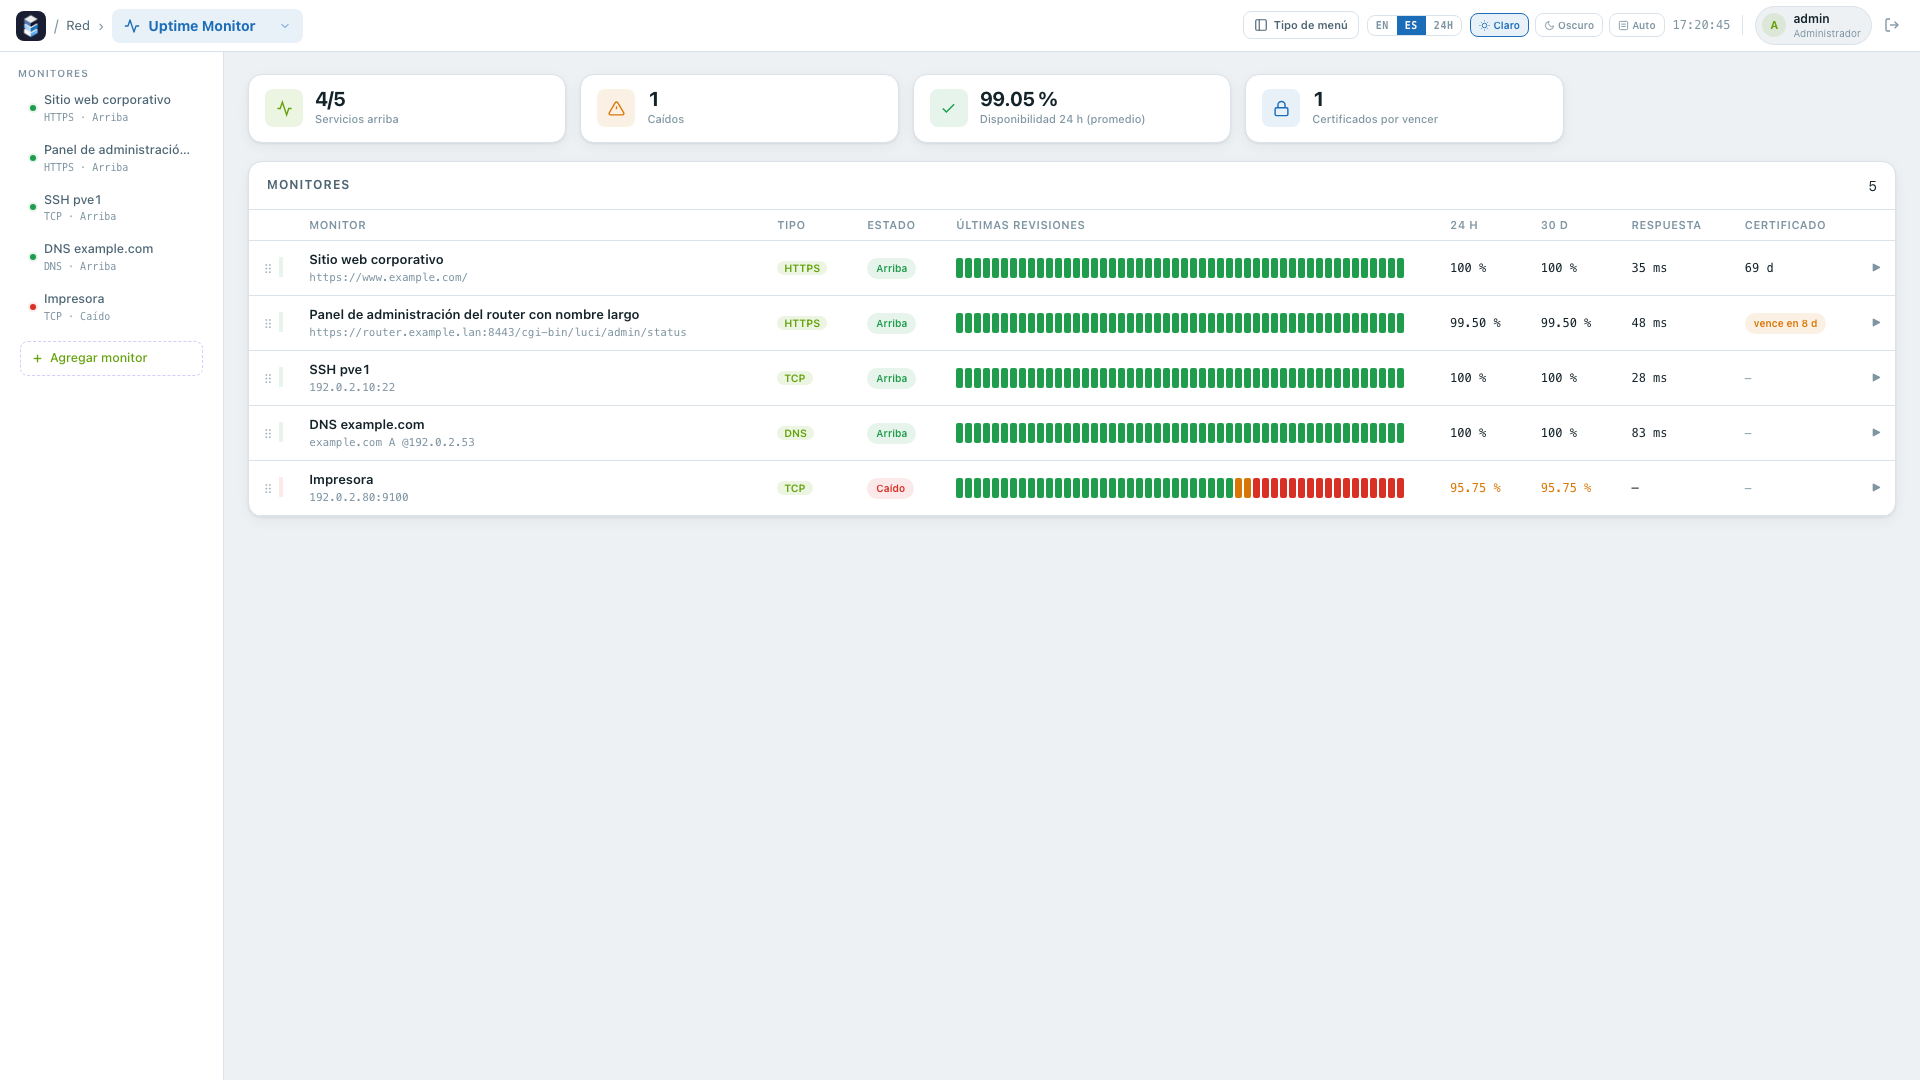 / Red › Uptime Monitor
Tipo de menú
EN ES 24H
Claro
Oscuro
Auto
17:20:45
A
admin
Administrador
MONITORES
Sitio web corporativo
HTTPS · Arriba
Panel de administració...
HTTPS · Arriba
SSH pve1
TCP · Arriba
DNS example.com
DNS · Arriba
Impresora
TCP · Caído
+ Agregar monitor
4/5
Servicios arriba
1
Caídos
99.05 %
Disponibilidad 24 h (promedio)
1
Certificados por vencer
MONITORES 5
MONITOR TIPO ESTADO ÚLTIMAS REVISIONES 24 H 30 D RESPUESTA CERTIFICADO
Sitio web corporativo
https://www.example.com/
HTTPS Arriba 100 % 100 % 35 ms 69 d
Panel de administración del router con nombre largo
https://router.example.lan:8443/cgi-bin/luci/admin/status
HTTPS Arriba 99.50 % 99.50 % 48 ms vence en 8 d
SSH pve1
192.0.2.10:22
TCP Arriba 100 % 100 % 28 ms —
DNS example.com
example.com A @192.0.2.53
DNS Arriba 100 % 100 % 83 ms —
Impresora
192.0.2.80:9100
TCP Caído 95.75 % 95.75 % — —